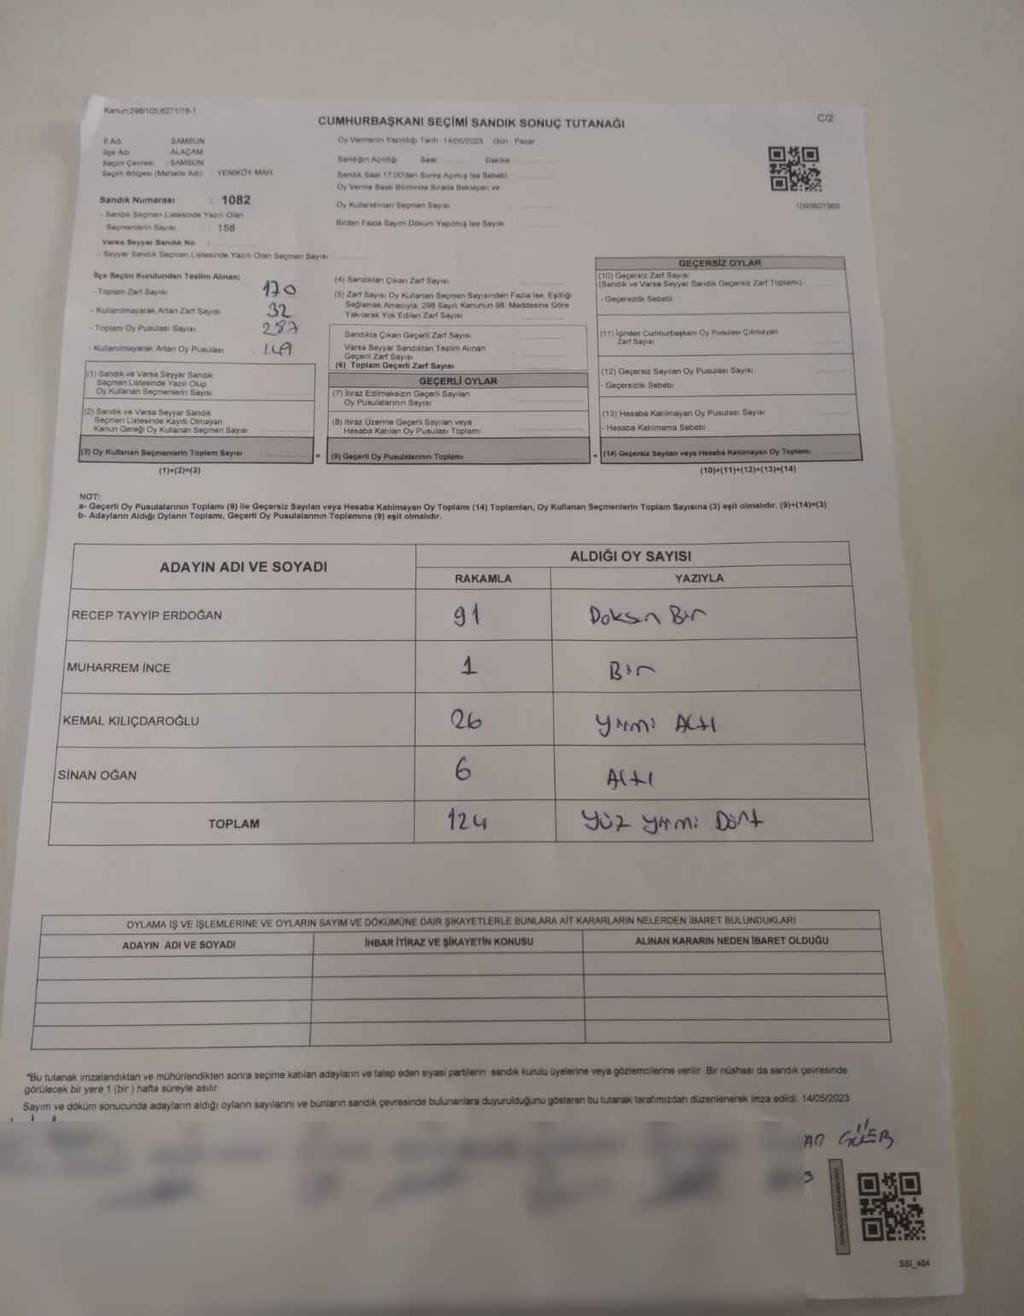 Kanun:298/105;6271/19-1
CUMHURBAŞKANI SEÇİMİ SANDIK SONUÇ TUTANAĞI
C/2
İl Adı : SAMSUN
İlçe Adı : ALAÇAM
Seçim Çevresi : SAMSUN
Seçim Bölgesi (Mahalle Adı) : YENİKÖY MAH.
Sandık Numarası : 1082
- Sandık Seçmen Listesinde Yazılı Olan
Seçmenlerin Sayısı : 158
Varsa Seyyar Sandık No :
- Seyyar Sandık Seçmen Listesinde Yazılı Olan Seçmen Sayısı
Oy Vermenin Yapıldığı Tarih : 14/05/2023 Gün : Pazar
Sandığın Açıldığı Saat Dakika
Sandık Saat 17:00'dan Sonra Açılmış İse Sebebi
Oy Verme Saati Bitiminde Sırada Bekleyen ve
Oy Kullandırılan Seçmen Sayısı
Birden Fazla Sayım Döküm Yapılmış İse Sayısı
İlçe Seçim Kurulundan Teslim Alınan;
- Toplam Zarf Sayısı : 170
- Kullanılmayarak Artan Zarf Sayısı : 32
- Toplam Oy Pusulası Sayısı :
- Kullanılmayarak Artan Oy Pusulası : 149
(1) Sandık ve Varsa Seyyar Sandık
Seçmen Listesinde Yazılı Olup
Oy Kullanan Seçmenlerin Sayısı
(2) Sandık ve Varsa Seyyar Sandık
Seçmen Listesinde Kayıtlı Olmayan
Kanun Gereği Oy Kullanan Seçmen Sayısı
(3) Oy Kullanan Seçmenlerin Toplam Sayısı
(1)+(2)=(3)
(4) Sandıktan Çıkan Zarf Sayısı
(5) Zarf Sayısı Oy Kullanan Seçmen Sayısından Fazla İse, Eşitliği
Sağlamak Amacıyla, 298 Sayılı Kanunun 98. Maddesine Göre
Yakılarak Yok Edilen Zarf Sayısı
Sandıkta Çıkan Geçerli Zarf Sayısı
Varsa Seyyar Sandıktan Teslim Alınan
Geçerli Zarf Sayısı
(6) Toplam Geçerli Zarf Sayısı
GEÇERLİ OYLAR
(7) İtiraz Edilmeksizin Geçerli Sayılan
Oy Pusulalarının Sayısı
(8) İtiraz Üzerine Geçerli Sayılan veya
Hesaba Katılan Oy Pusulası Toplamı
= (9) Geçerli Oy Pusulalarının Toplamı
GEÇERSİZ OYLAR
(10) Geçersiz Zarf Sayısı
(Sandık ve Varsa Seyyar Sandık Geçersiz Zarf Toplamı)
- Geçersizlik Sebebi
(11) İçinden Cumhurbaşkanı Oy Pusulası Çıkmayan
Zarf Sayısı
(12) Geçersiz Sayılan Oy Pusulası Sayısı
- Geçersizlik Sebebi
(13) Hesaba Katılmayan Oy Pusulası Sayısı
- Hesaba Katılmama Sebebi
+ (14) Geçersiz Sayılan veya Hesaba Katılmayan Oy Toplamı
(10)+(11)+(12)+(13)=(14)
NOT:
a- Geçerli Oy Pusulalarının Toplamı (9) ile Geçersiz Sayılan veya Hesaba Katılmayan Oy Toplamı (14) Toplamları, Oy Kullanan Seçmenlerin Toplam Sayısına (3) eşit olmalıdır. (9)+(14)=(3)
b- Adayların Aldığı Oyların Toplamı, Geçerli Oy Pusulalarının Toplamına (9) eşit olmalıdır.
ADAYIN ADI VE SOYADI
ALDIĞI OY SAYISI
RAKAMLA YAZIYLA
RECEP TAYYİP ERDOĞAN 91 Doksan Bir
MUHARREM İNCE 1 Bir
KEMAL KILIÇDAROĞLU 26 Yirmi Altı
SİNAN OĞAN 6 Altı
TOPLAM 124 Yüz Yirmi Dört
OYLAMA İŞ VE İŞLEMLERİNE VE OYLARIN SAYIM VE DÖKÜMÜNE DAİR ŞİKAYETLERLE BUNLARA AİT KARARLARIN NELERDEN İBARET BULUNDUKLARI
ADAYIN ADI VE SOYADI İHBAR İTİRAZ VE ŞİKAYETİN KONUSU ALINAN KARARIN NEDEN İBARET OLDUĞU
"Bu tutanak imzalandıktan ve mühürlendikten sonra seçime katılan adayların ve talep eden siyasi partilerin sandık kurulu üyelerine veya gözlemcilerine verilir. Bir nüshası da sandık çevresinde
görülecek bir yere 1 (bir ) hafta süreyle asılır.
Sayım ve döküm sonucunda adayların aldığı oyların sayılarını ve bunların sandık çevresinde bulunanlara duyurulduğunu gösteren bu tutanak tarafımızdan düzenlenerek imza edildi. 14/05/2023